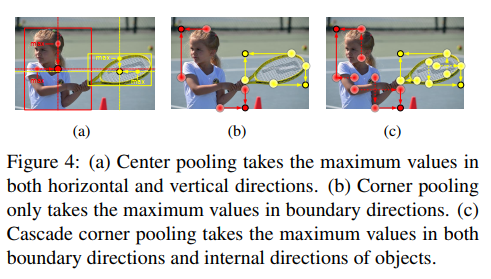 max
max
max
max
(a)
(b)
(c)
Figure 4: (a) Center pooling takes the maximum values in
both horizontal and vertical directions. (b) Corner pooling
only takes the maximum values in boundary directions. (c)
Cascade corner pooling takes the maximum values in both
boundary directions and internal directions of objects.